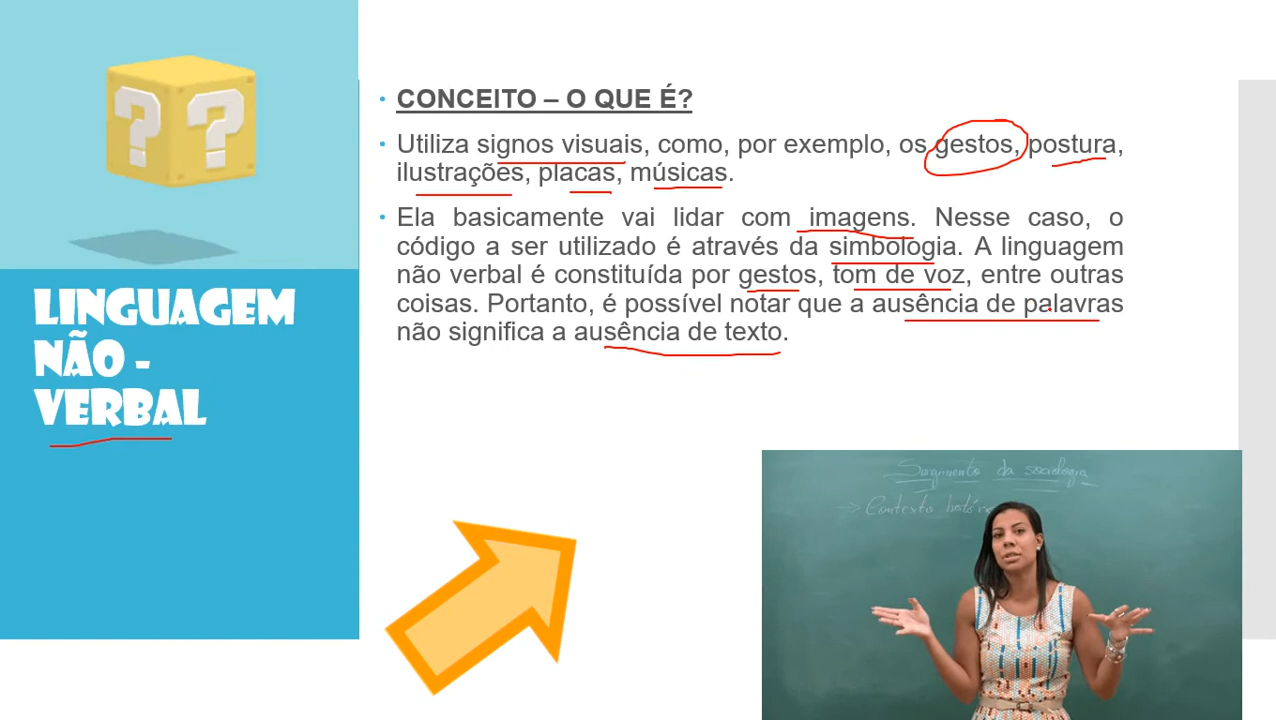 ? ?
LINGUAGEM
NÃO -
VERBAL
• CONCEITO – O QUE É?
• Utiliza signos visuais, como, por exemplo, os gestos, postura,
ilustrações, placas, músicas.
• Ela basicamente vai lidar com imagens. Nesse caso, o
código a ser utilizado é através da simbologia. A linguagem
não verbal é constituída por gestos, tom de voz, entre outras
coisas. Portanto, é possível notar que a ausência de palavras
não significa a ausência de texto.
Surgimento da sociologia
Contexto